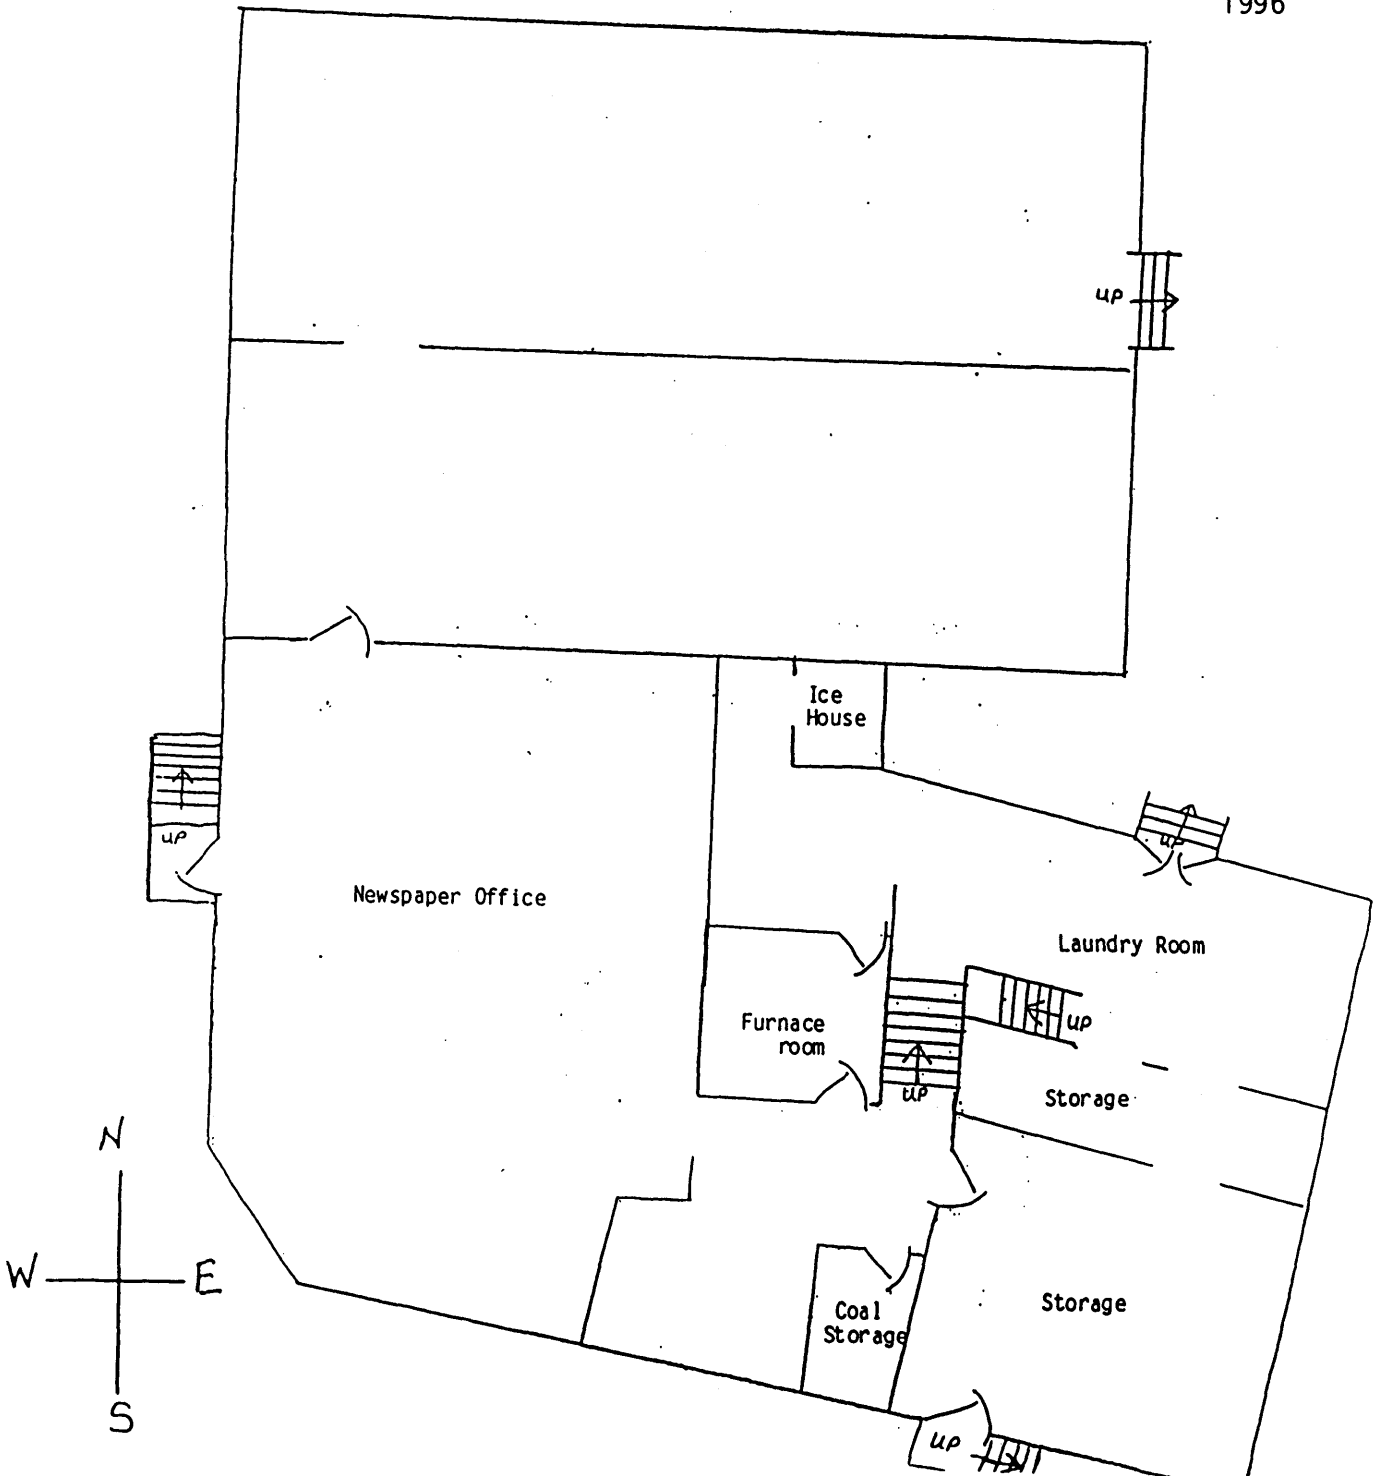 1996
up
Ice
House
up
up
Newspaper Office
Laundry Room
Furnace
room
up
up
Storage
N
W
E
S
Storage
Coal
Storage
up